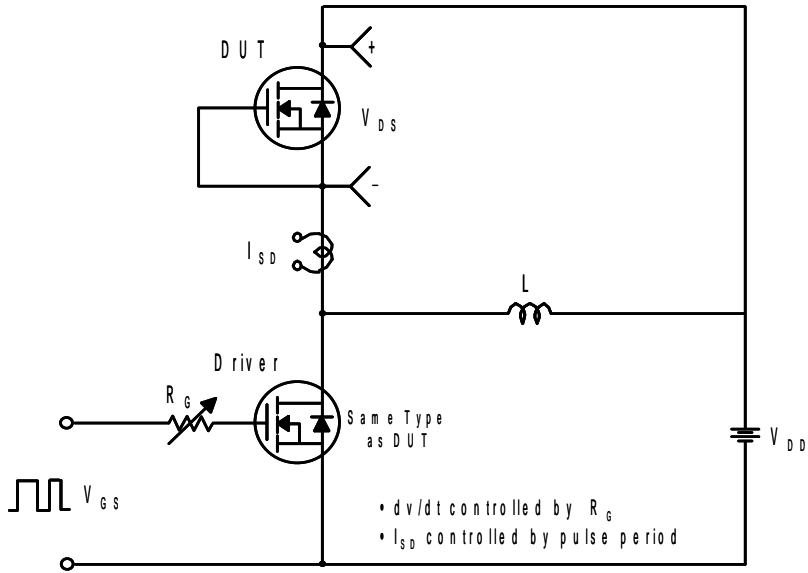 DUT
+
VDS
−
ISD
L
Driver
RG
Same Type
as DUT
VDD
VGS
• dv/dt controlled by RG
• ISD controlled by pulse period